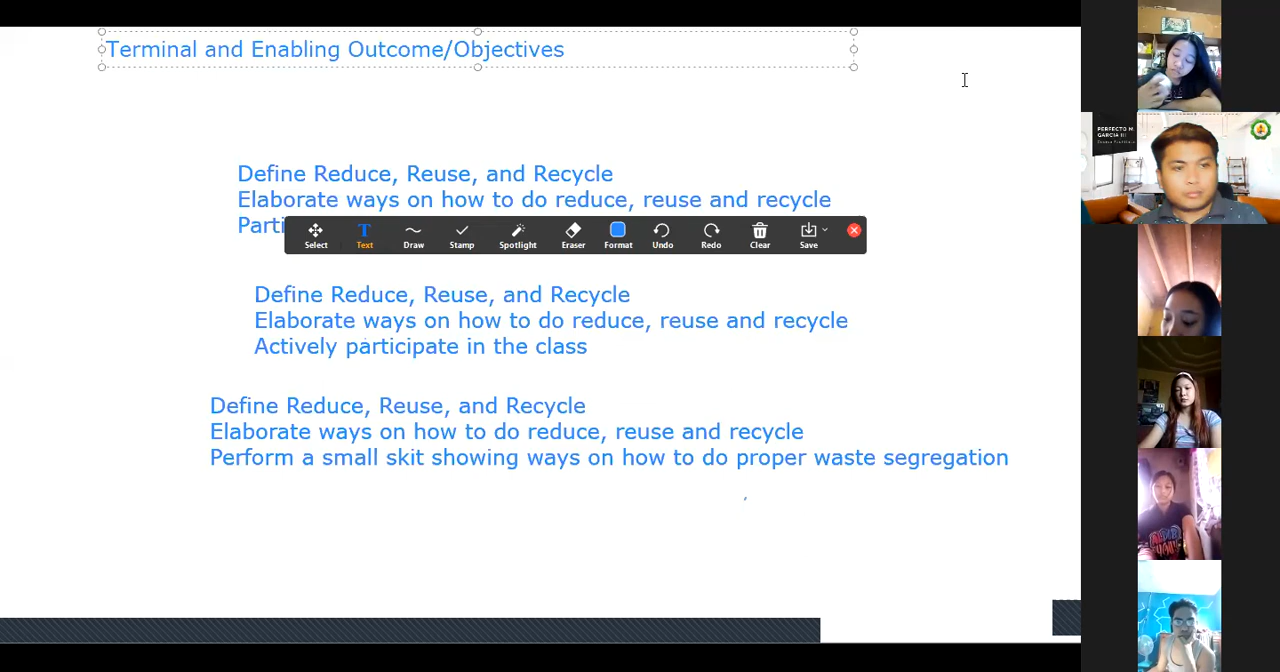 Terminal and Enabling Outcome/Objectives
Define Reduce, Reuse, and Recycle
Elaborate ways on how to do reduce, reuse and recycle
Parti
Select Text Draw Stamp Spotlight Eraser Format Undo Redo Clear Save
Define Reduce, Reuse, and Recycle
Elaborate ways on how to do reduce, reuse and recycle
Actively participate in the class
Define Reduce, Reuse, and Recycle
Elaborate ways on how to do reduce, reuse and recycle
Perform a small skit showing ways on how to do proper waste segregation
PERFECTO M.
GARCIA III